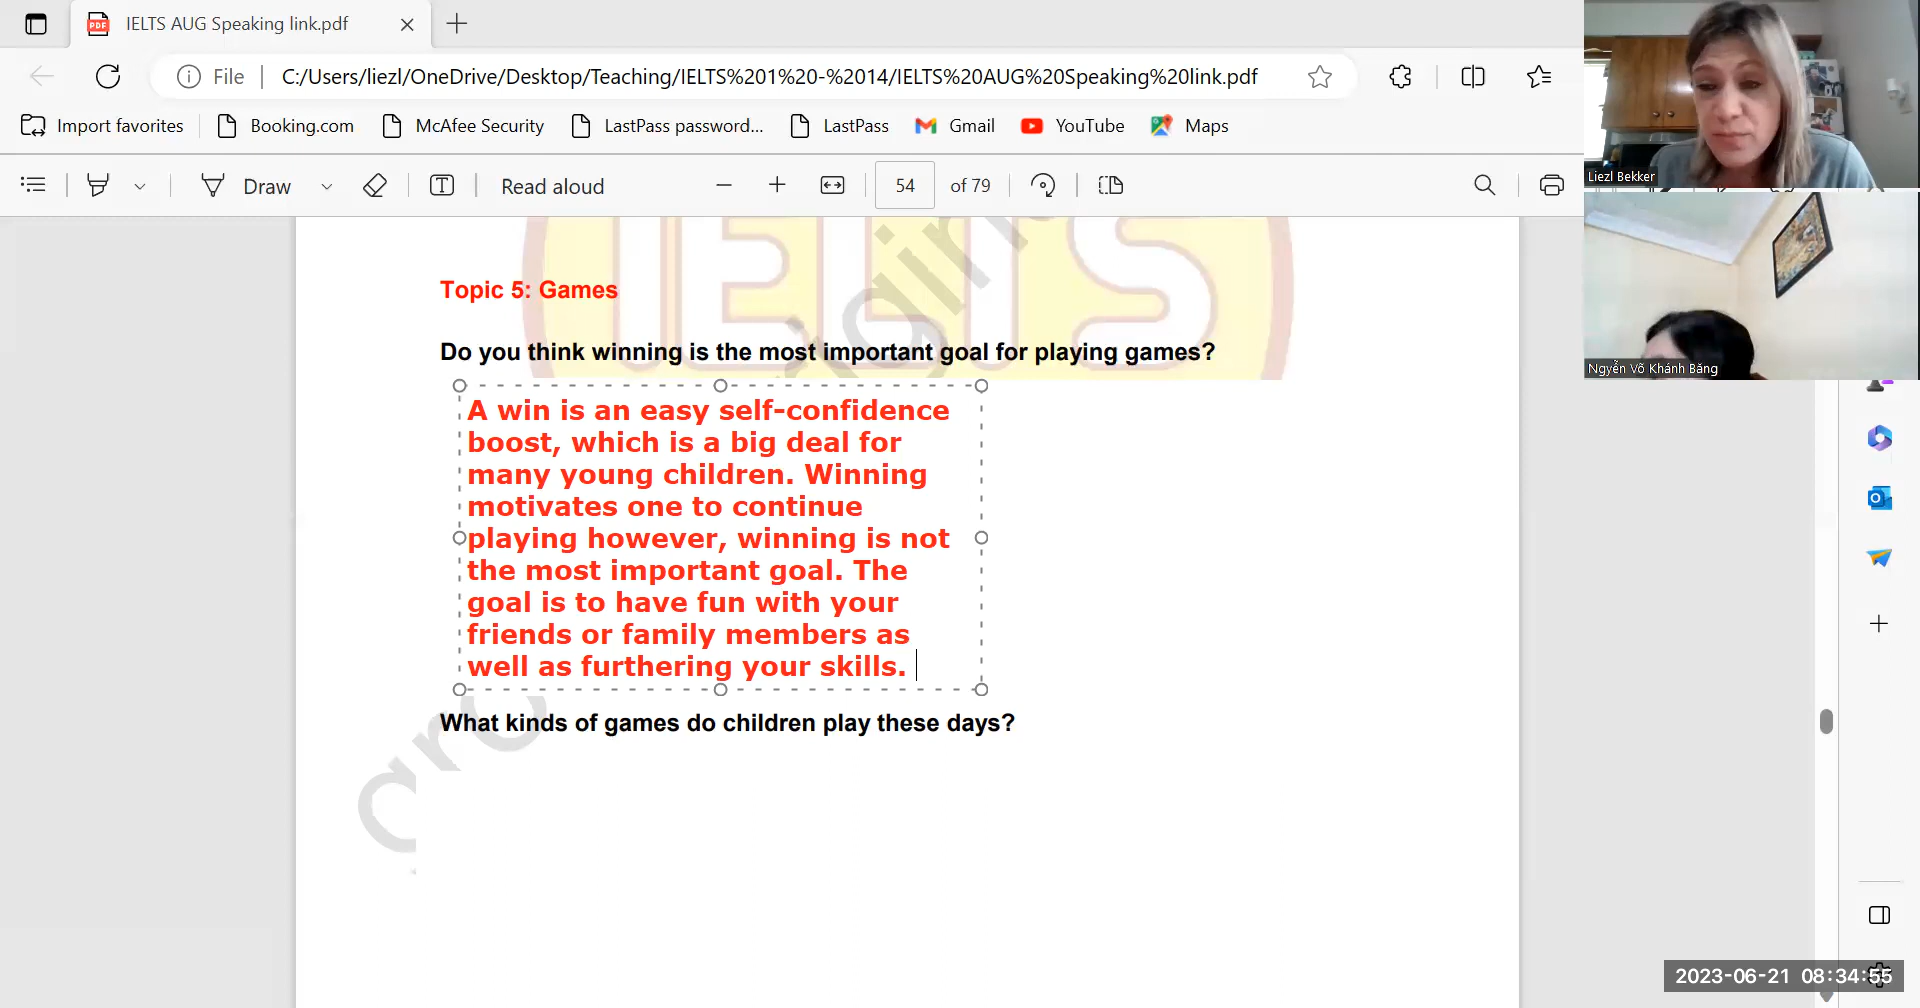 IELTS AUG Speaking link.pdf
File
C:/Users/liezl/OneDrive/Desktop/Teaching/IELTS%201%20-%2014/IELTS%20AUG%20Speaking%20link.pdf
Import favorites
Booking.com
McAfee Security
LastPass password...
LastPass
Gmail
YouTube
Maps
Draw
Read aloud
54
of 79
Liezl Bekker
Nguyễn Võ Khánh Băng
IELTS
Topic 5: Games
Do you think winning is the most important goal for playing games?
A win is an easy self-confidence
boost, which is a big deal for
many young children. Winning
motivates one to continue
playing however, winning is not
the most important goal. The
goal is to have fun with your
friends or family members as
well as furthering your skills.
What kinds of games do children play these days?
2023-06-21 08:34:55